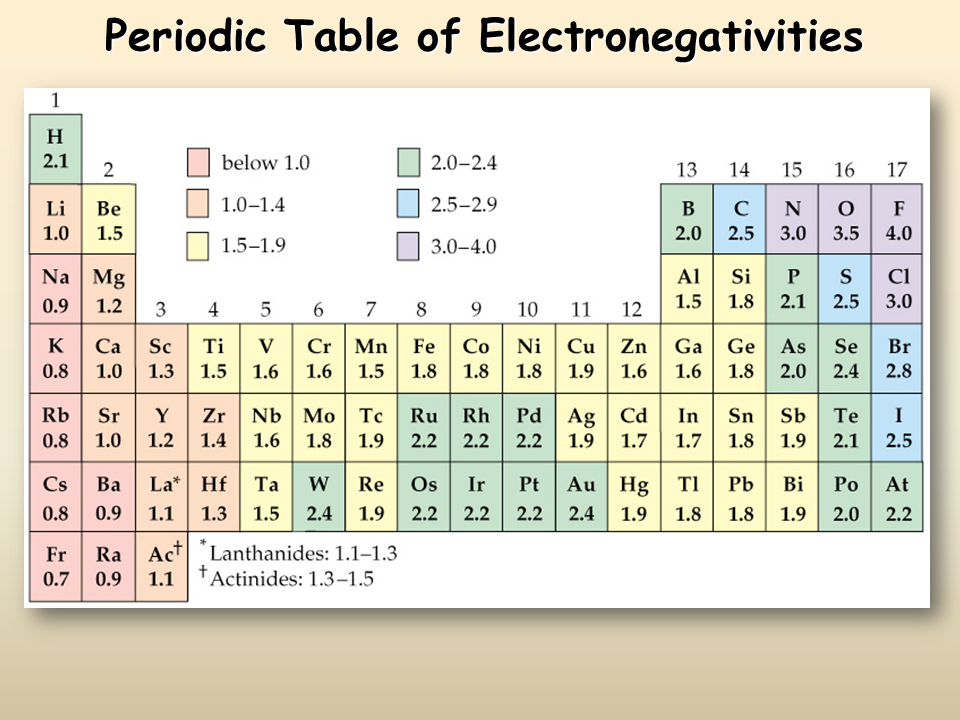 Periodic Table of Electronegativities
1
H
2.1
2
below 1.0
2.0–2.4
13 14 15 16 17
Li Be
1.0 1.5
1.0–1.4
2.5–2.9
B C N O F
2.0 2.5 3.0 3.5 4.0
1.5–1.9
3.0–4.0
Na Mg
0.9 1.2
Al Si P S Cl
1.5 1.8 2.1 2.5 3.0
3 4 5 6 7 8 9 10 11 12
K Ca Sc Ti V Cr Mn Fe Co Ni Cu Zn Ga Ge As Se Br
0.8 1.0 1.3 1.5 1.6 1.6 1.5 1.8 1.8 1.8 1.9 1.6 1.6 1.8 2.0 2.4 2.8
Rb Sr Y Zr Nb Mo Tc Ru Rh Pd Ag Cd In Sn Sb Te I
0.8 1.0 1.2 1.4 1.6 1.8 1.9 2.2 2.2 2.2 1.9 1.7 1.7 1.8 1.9 2.1 2.5
Cs Ba La* Hf Ta W Re Os Ir Pt Au Hg Tl Pb Bi Po At
0.8 0.9 1.1 1.3 1.5 2.4 1.9 2.2 2.2 2.2 2.4 1.9 1.8 1.8 1.9 2.0 2.2
Fr Ra Ac†
0.7 0.9 1.1
*Lanthanides: 1.1–1.3
†Actinides: 1.3–1.5